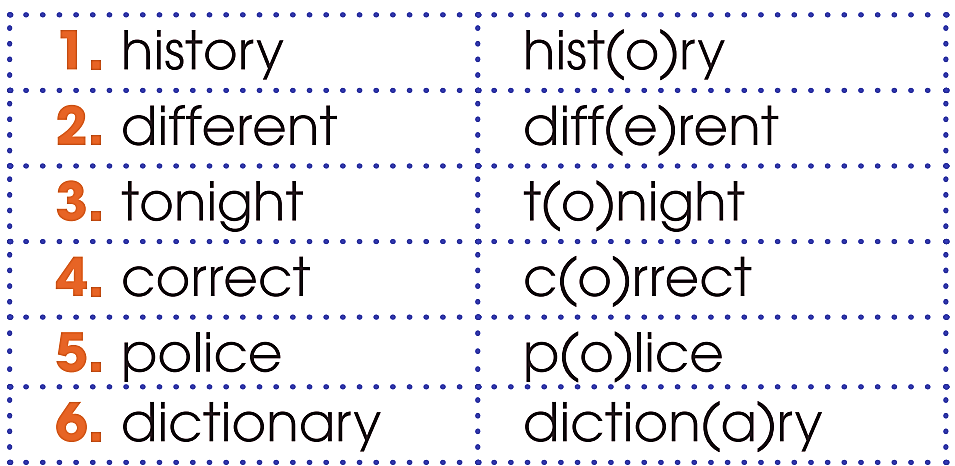 1. history hist(o)ry
2. different diff(e)rent
3. tonight t(o)night
4. correct c(o)rrect
5. police p(o)lice
6. dictionary diction(a)ry